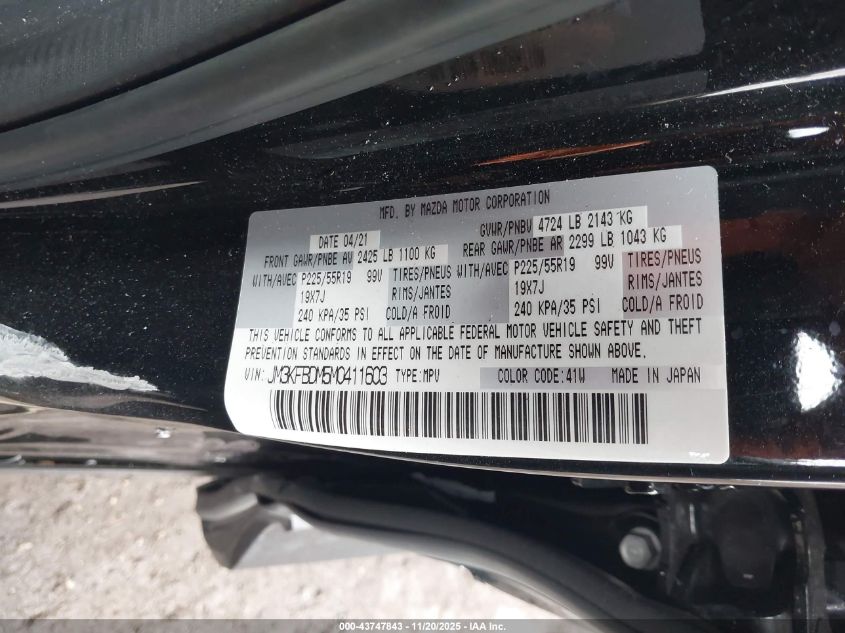 MFD. BY MAZDA MOTOR CORPORATION
DATE 04/21 GVWR/PNBV 4724 LB 2143 KG
FRONT GAWR/PNBE AV 2425 LB 1100 KG REAR GAWR/PNBE AR 2299 LB 1043 KG
WITH/AVEC P225/55R19 99V TIRES/PNEUS WITH/AVEC P225/55R19 99V TIRES/PNEUS
19X7J RIMS/JANTES 19X7J RIMS/JANTES
240 KPA/35 PSI COLD/A FROID 240 KPA/35 PSI COLD/A FROID
THIS VEHICLE CONFORMS TO ALL APPLICABLE FEDERAL MOTOR VEHICLE SAFETY AND THEFT
PREVENTION STANDARDS IN EFFECT ON THE DATE OF MANUFACTURE SHOWN ABOVE.
VIN: JM3KFBDM5M0411603 TYPE:MPV COLOR CODE:41W MADE IN JAPAN
000-43747843 — 11/20/2025 — IAA Inc.